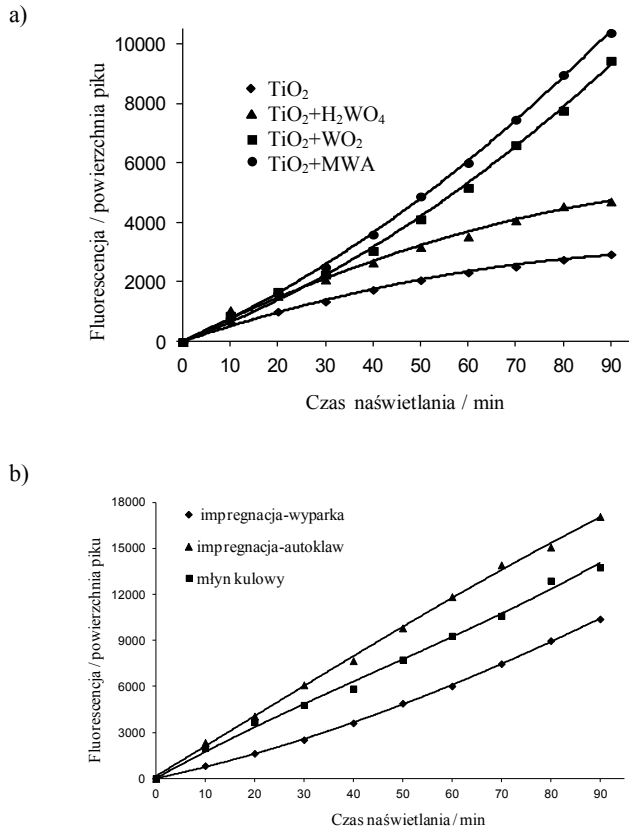 a)
10000
8000
6000
4000
2000
0
Fluorescencja / powierzchnia piku
TiO₂
TiO₂+H₂WO₄
TiO₂+WO₂
TiO₂+MWA
0 10 20 30 40 50 60 70 80 90
Czas naświetlania / min
b)
18000
15000
12000
9000
6000
3000
0
Fluorescencja / powierzchnia piku
impregnacja-wyparka
impregnacja-autoklaw
młyn kulowy
0 10 20 30 40 50 60 70 80 90
Czas naświetlania / min